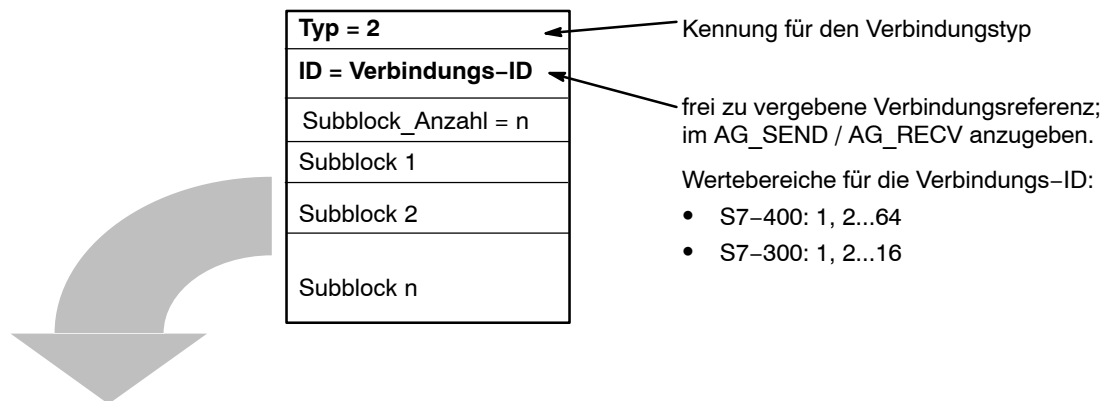 Typ = 2
Kennung für den Verbindungstyp
ID = Verbindungs−ID
frei zu vergebene Verbindungsreferenz;
im AG_SEND / AG_RECV anzugeben.
Subblock_Anzahl = n
Subblock 1
Subblock 2
Subblock n
Wertebereiche für die Verbindungs−ID:
• S7−400: 1, 2...64
• S7−300: 1, 2...16